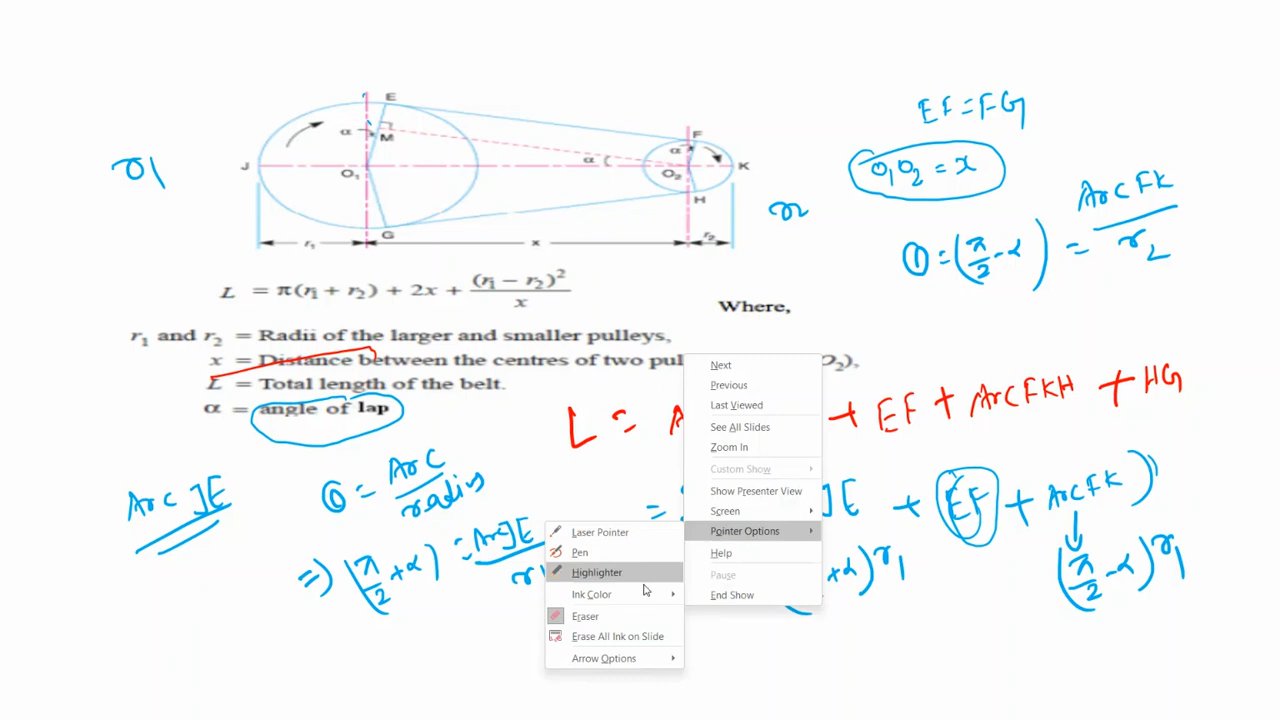 E
α
M
α
F
α
J
O₁
O₂
K
G
H
r₁
x
r₂
r1
r2
EF = FG
O₁O₂ = x
θ = (π/2 - α) = Arc FK / r₂
L = π(r₁ + r₂) + 2x + (r₁ − r₂)² / x
Where,
r₁ and r₂ = Radii of the larger and smaller pulleys,
x = Distance between the centres of two pul O₂),
L = Total length of the belt.
α = angle of lap
L = A + EF + Arc FKH + HG
Arc JE
θ = Arc / radius
= JE + EF + Arc FK))
⇒ (π/2 + α) = Arc JE / r
+ α) r₁
(π/2 - α) r₁
Next
Previous
Last Viewed
See All Slides
Zoom In
Custom Show
Show Presenter View
Screen
Pointer Options
Help
Pause
End Show
Laser Pointer
Pen
Highlighter
Ink Color
Eraser
Erase All Ink on Slide
Arrow Options